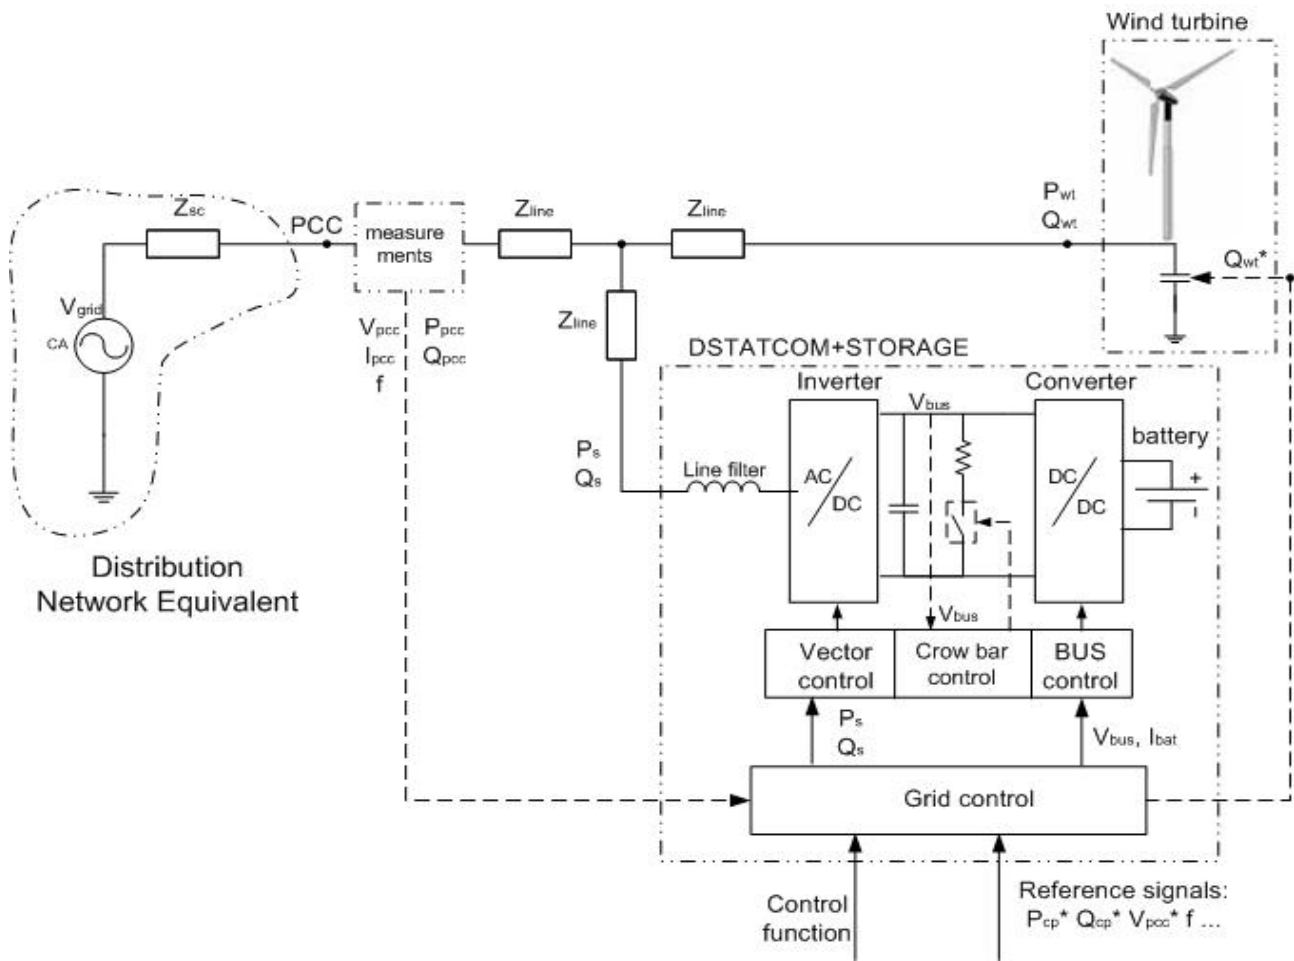 Wind turbine
Pwt
Qwt
Zsc
PCC
measure
ments
Zline
Zline
Qwt*
Vgrid
CA
Vpcc
Ipcc
f
Ppcc
Qpcc
Zline
DSTATCOM+STORAGE
Inverter
Converter
Vbus
battery
Ps
Qs
Line filter
AC
DC
DC
DC
+
-
Distribution
Network Equivalent
Vbus
Vector
control
Crow bar
control
BUS
control
Ps
Qs
Vbus, Ibat
Grid control
Control
function
Reference signals:
Pcp* Qcp* Vpcc* f ...